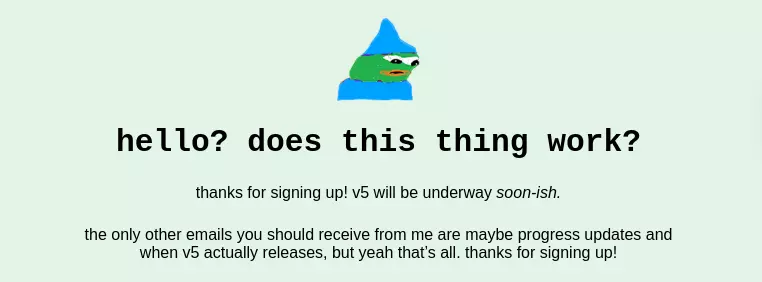 hello? does this thing work?
thanks for signing up! v5 will be underway soon-ish.
the only other emails you should receive from me are maybe progress updates and
when v5 actually releases, but yeah that's all. thanks for signing up!